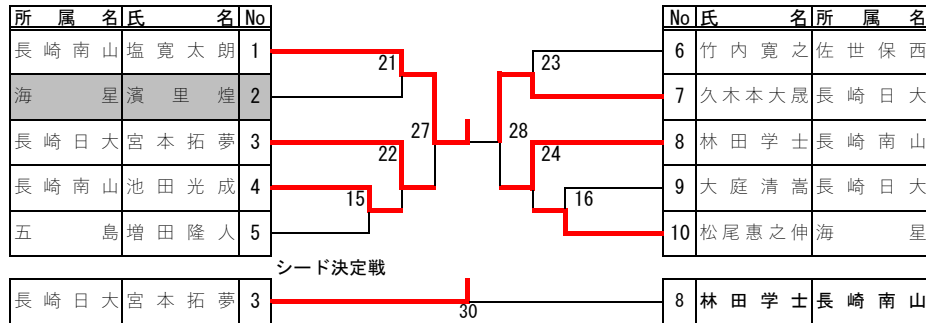 所属名 氏名 No No 氏名 所属名
長崎南山 塩寛太朗 1 6 竹内寛之 佐世保西
21 23
海星 濱里煌 2 7 久木本大晟 長崎日大
27 28
長崎日大 宮本拓夢 3 8 林田学士 長崎南山
22 24
長崎南山 池田光成 4 9 大庭清嵩 長崎日大
15 16
五島 増田隆人 5 10 松尾惠之伸 海星
シード決定戦
長崎日大 宮本拓夢 3 8 林田学士 長崎南山
30